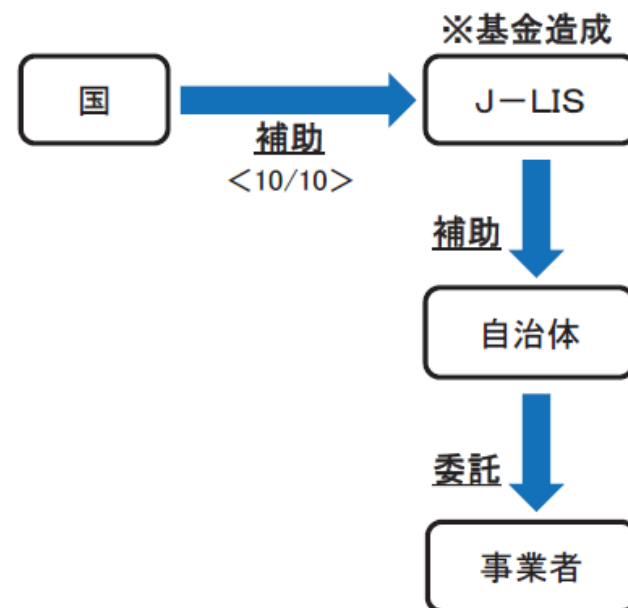 ※基金造成
国
J－LIS
補助
＜10/10＞
補助
自治体
委託
事業者